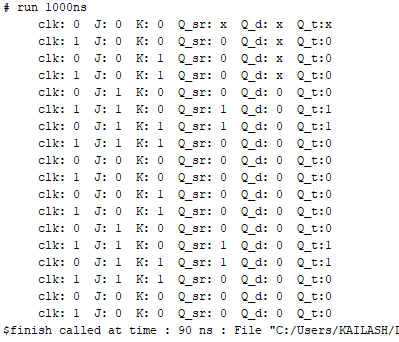 # run 1000ns
clk: 0 J: 0 K: 0 Q_sr: x Q_d: x Q_t:x
clk: 1 J: 0 K: 0 Q_sr: 0 Q_d: x Q_t:0
clk: 0 J: 0 K: 1 Q_sr: 0 Q_d: x Q_t:0
clk: 1 J: 0 K: 1 Q_sr: 0 Q_d: x Q_t:0
clk: 0 J: 1 K: 0 Q_sr: 0 Q_d: 0 Q_t:0
clk: 1 J: 1 K: 0 Q_sr: 1 Q_d: 0 Q_t:1
clk: 0 J: 1 K: 1 Q_sr: 1 Q_d: 0 Q_t:1
clk: 1 J: 1 K: 1 Q_sr: 0 Q_d: 0 Q_t:0
clk: 0 J: 0 K: 0 Q_sr: 0 Q_d: 0 Q_t:0
clk: 1 J: 0 K: 0 Q_sr: 0 Q_d: 0 Q_t:0
clk: 0 J: 0 K: 1 Q_sr: 0 Q_d: 0 Q_t:0
clk: 1 J: 0 K: 1 Q_sr: 0 Q_d: 0 Q_t:0
clk: 0 J: 1 K: 0 Q_sr: 0 Q_d: 0 Q_t:0
clk: 1 J: 1 K: 0 Q_sr: 1 Q_d: 0 Q_t:1
clk: 0 J: 1 K: 1 Q_sr: 1 Q_d: 0 Q_t:1
clk: 1 J: 1 K: 1 Q_sr: 0 Q_d: 0 Q_t:0
clk: 0 J: 0 K: 0 Q_sr: 0 Q_d: 0 Q_t:0
clk: 1 J: 0 K: 0 Q_sr: 0 Q_d: 0 Q_t:0
$finish called at time : 90 ns : File "C:/Users/KAILASH/